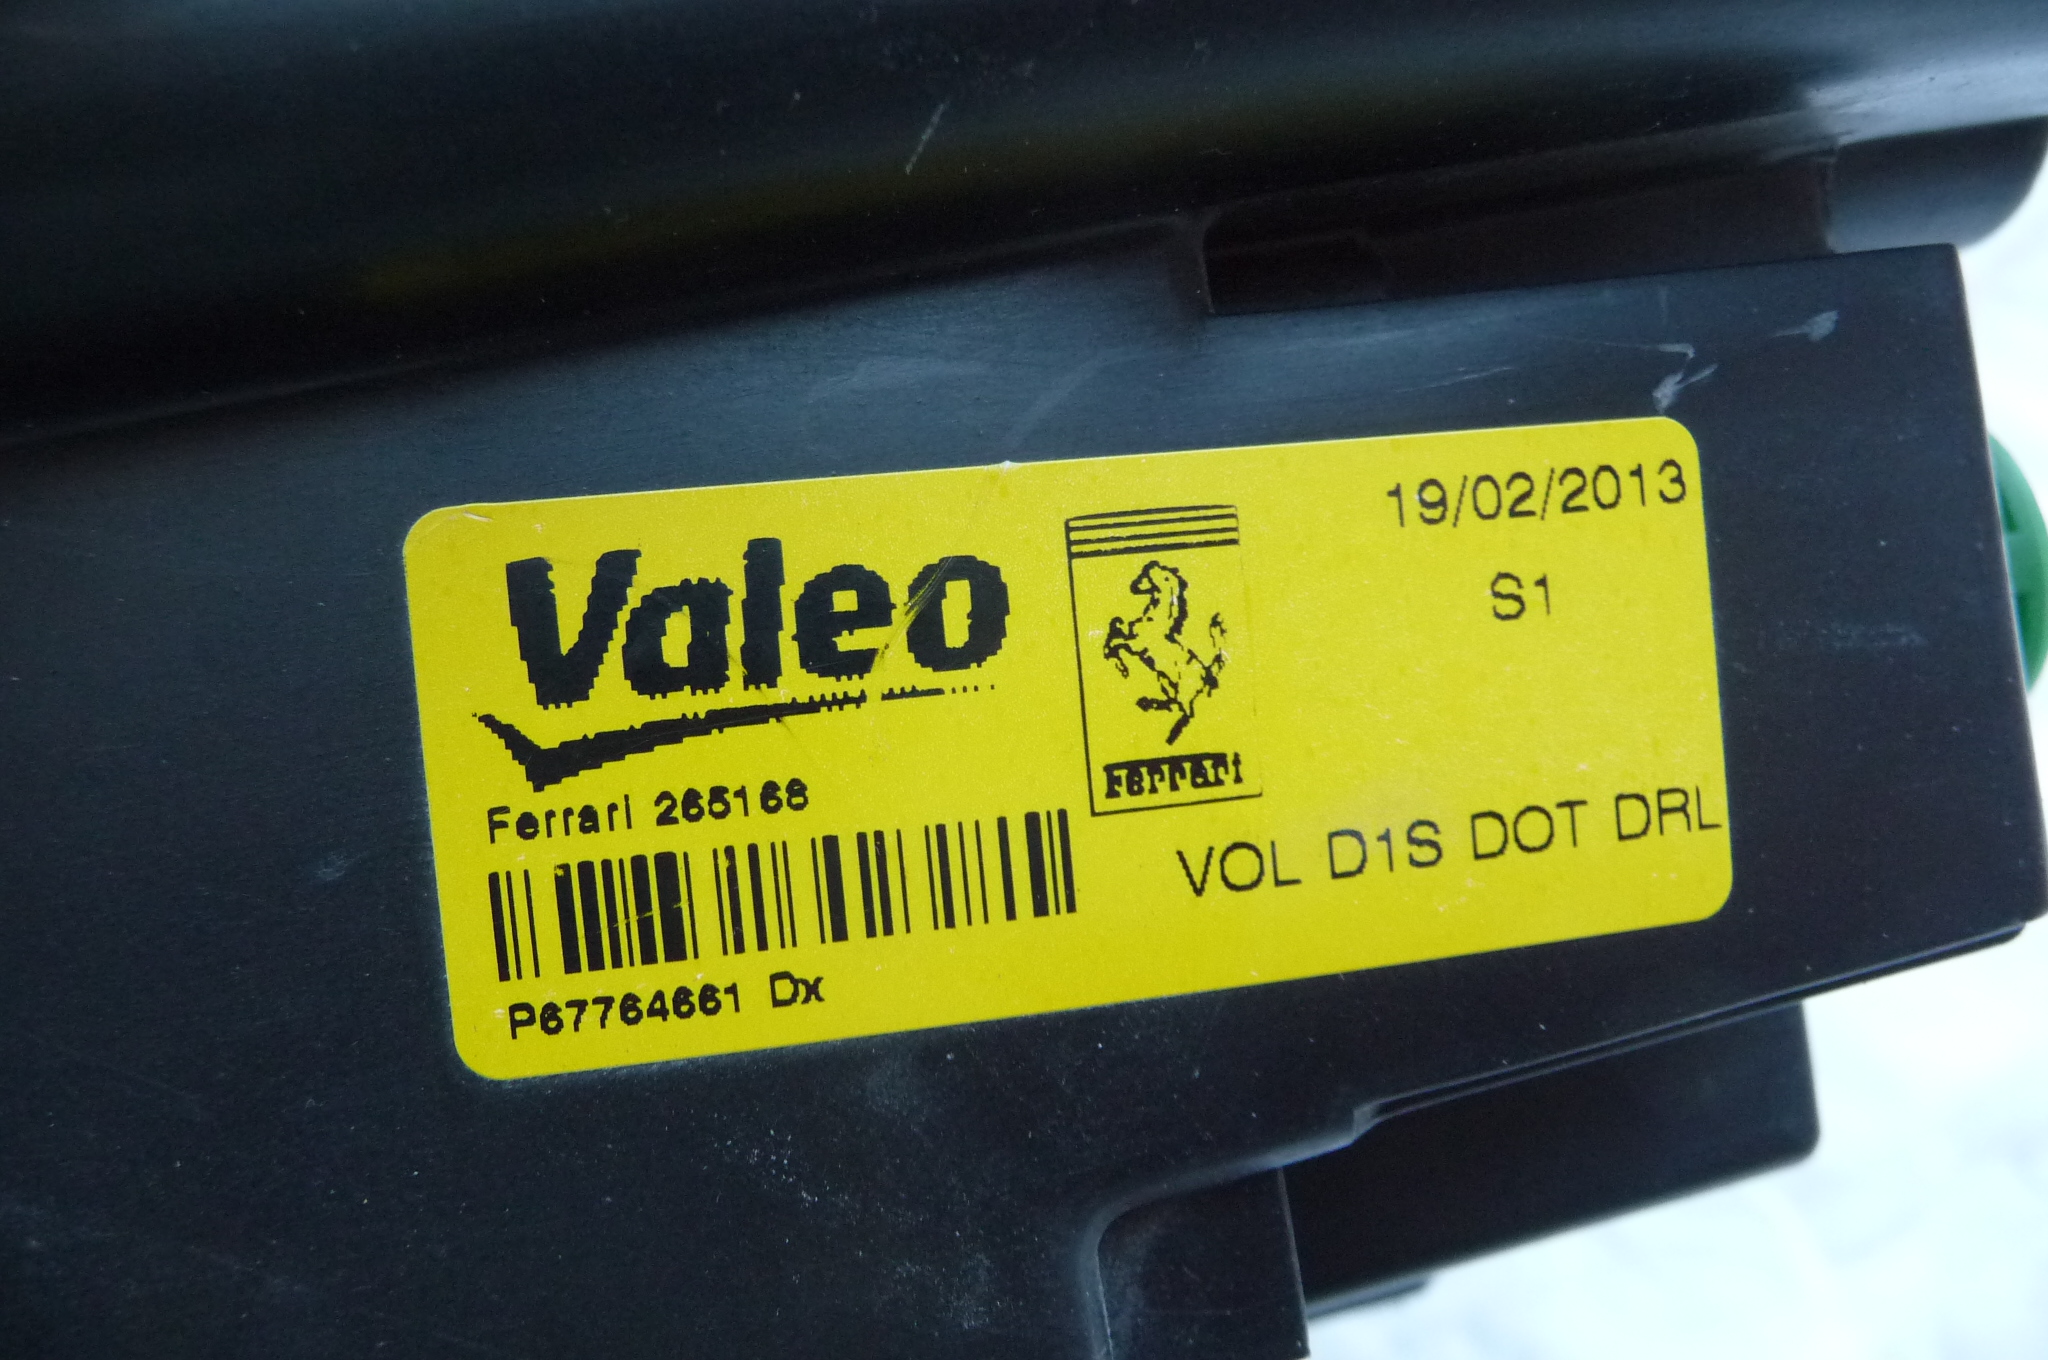 Valeo
Ferrari
19/02/2013
S1
Ferrari 265168
VOL D1S DOT DRL
P67764661 Dx